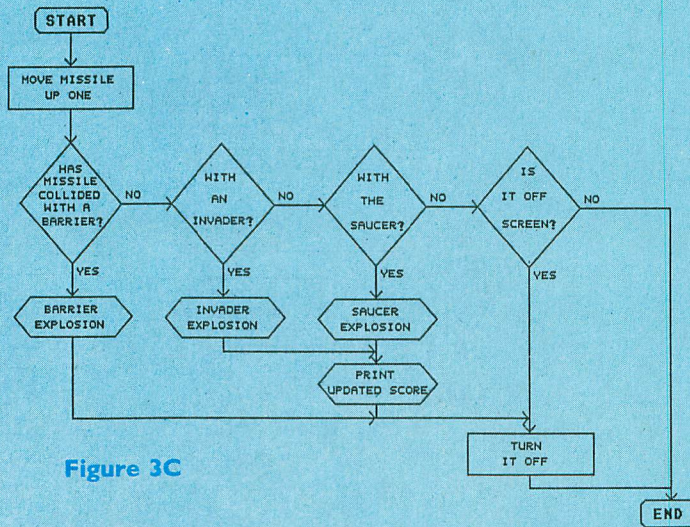 START
MOVE MISSILE
UP ONE
HAS
MISSILE
COLLIDED
WITH A
BARRIER?
NO
WITH
AN
INVADER?
NO
WITH
THE
SAUCER?
NO
IS
IT OFF
SCREEN?
NO
YES
YES
YES
YES
BARRIER
EXPLOSION
INVADER
EXPLOSION
SAUCER
EXPLOSION
PRINT
UPDATED SCORE
TURN
IT OFF
Figure 3C
END